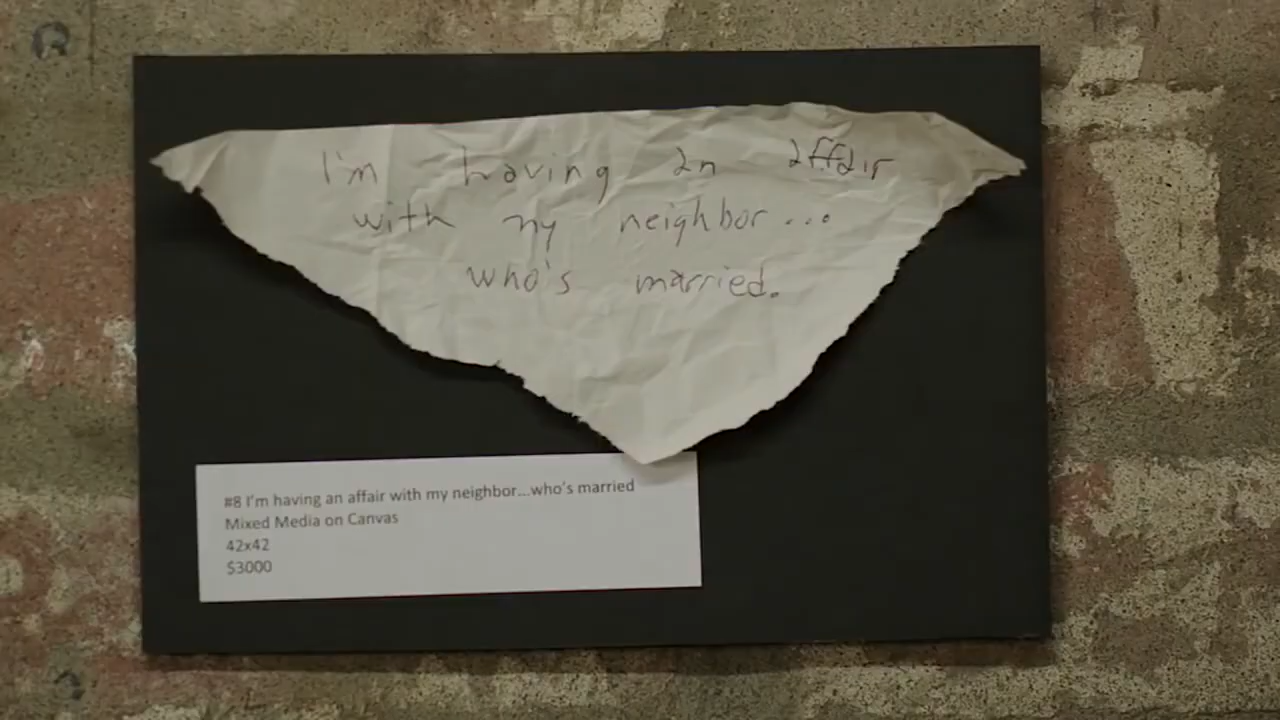 I'm having an affair
with my neighbor...
who's married.
#8 I'm having an affair with my neighbor...who's married
Mixed Media on Canvas
42x42
$3000